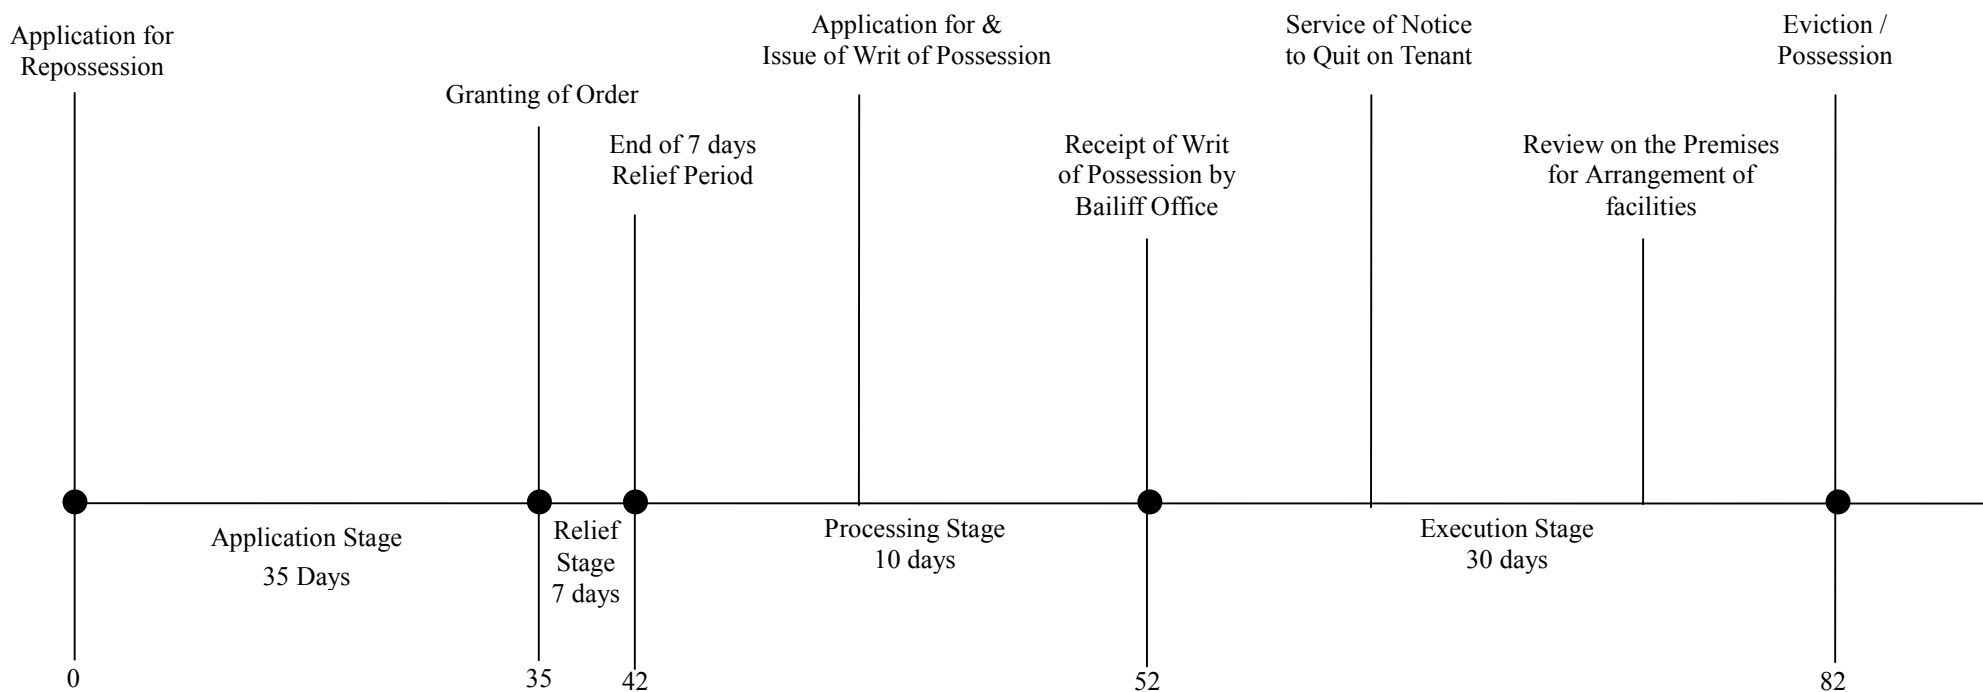 Application for
Repossession
Granting of Order
End of 7 days
Relief Period
Application for &
Issue of Writ of Possession
Receipt of Writ
of Possession by
Bailiff Office
Service of Notice
to Quit on Tenant
Review on the Premises
for Arrangement of
facilities
Eviction /
Possession
Application Stage
35 Days
Relief
Stage
7 days
Processing Stage
10 days
Execution Stage
30 days
0
35
42
52
82